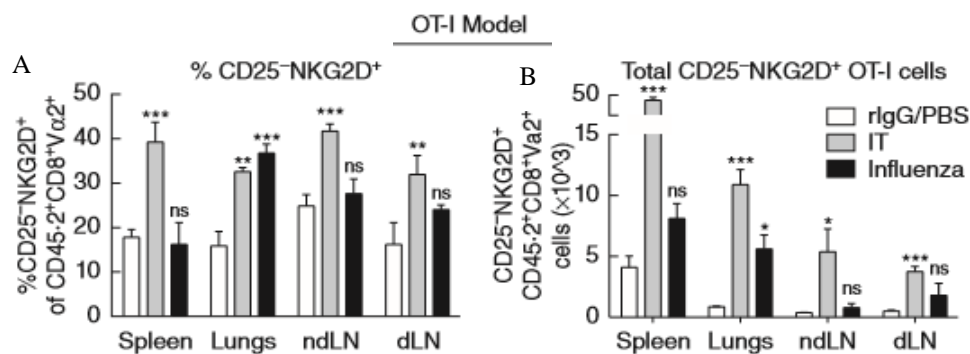 OT-I Model
A
% CD25⁻NKG2D⁺
%CD25⁻NKG2D⁺
of CD45·2⁺CD8⁺Vα2⁺
50
40
30
20
10
0
***
ns
**
***
***
ns
**
ns
Spleen Lungs ndLN dLN
B
Total CD25⁻NKG2D⁺ OT-I cells
CD25⁻NKG2D⁺
CD45·2⁺CD8⁺Va2⁺
cells (×10^3)
50
15
10
5
0
***
ns
***
*
*
ns
***
ns
rIgG/PBS
IT
Influenza
Spleen Lungs ndLN dLN